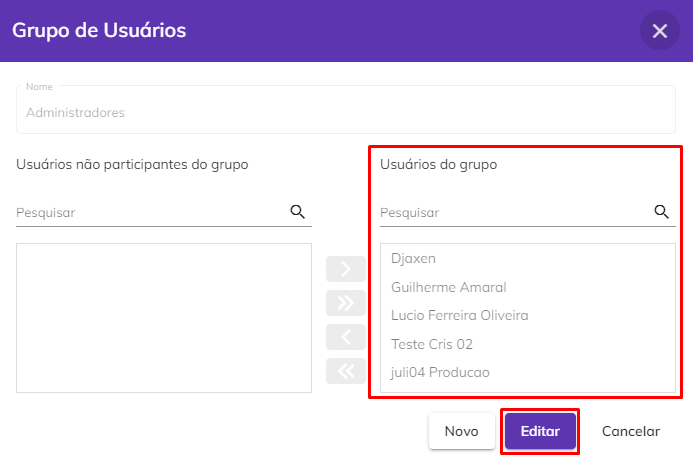 Grupo de Usuários
Nome
Administradores
Usuários não participantes do grupo
Pesquisar
Usuários do grupo
Pesquisar
Djaxen
Guilherme Amaral
Lucio Ferreira Oliveira
Teste Cris 02
juli04 Producao
Novo
Editar
Cancelar